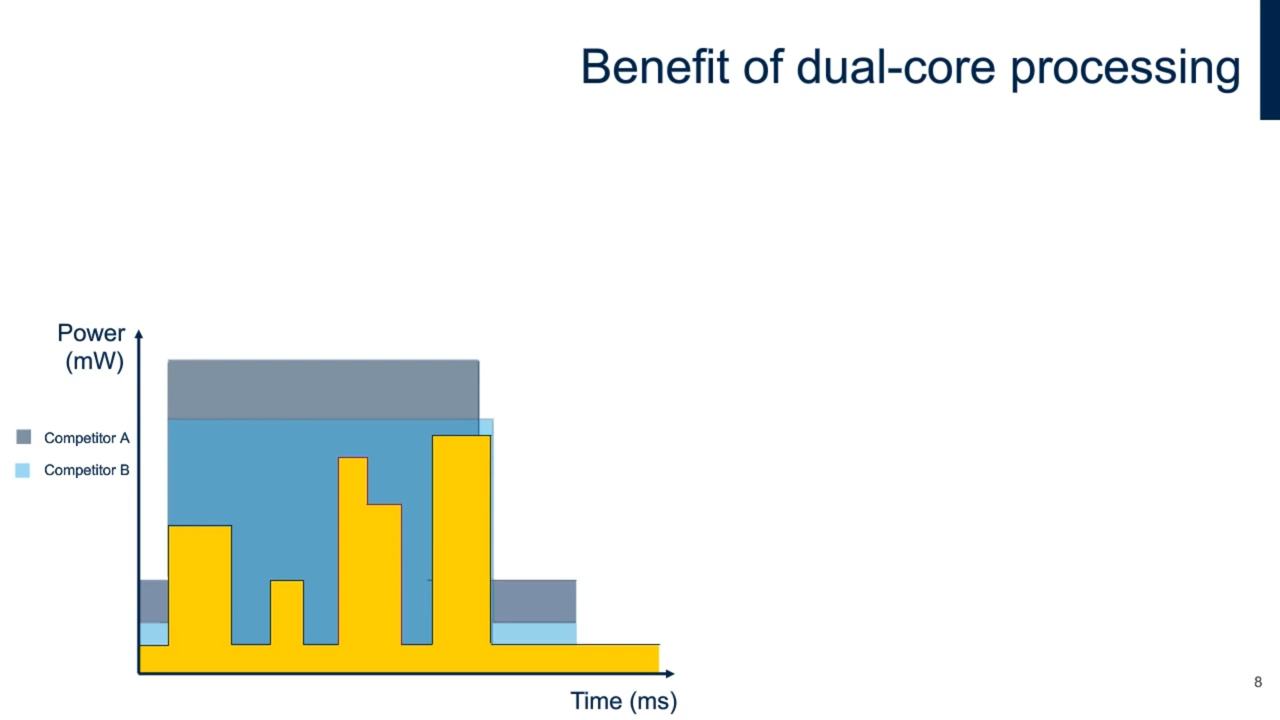 Benefit of dual-core processing
Power
(mW)
Competitor A
Competitor B
Time (ms)
8